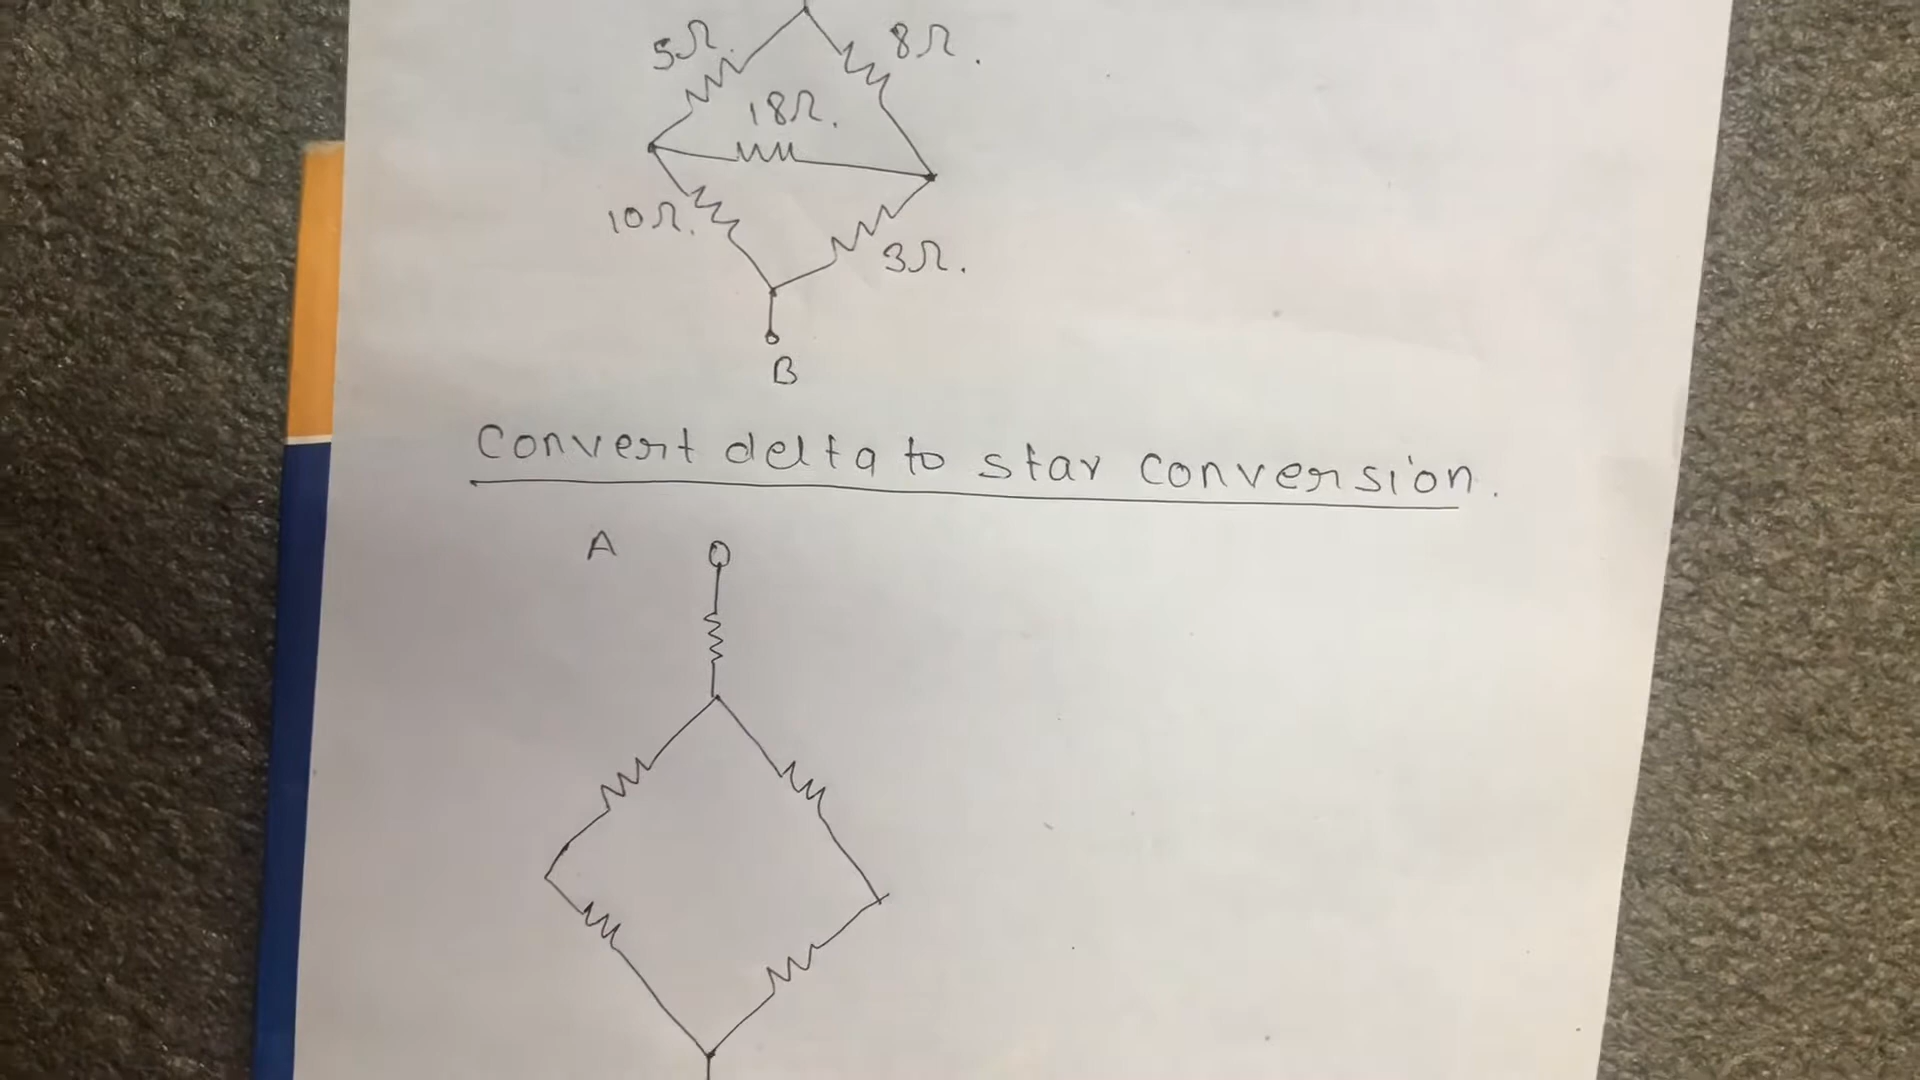 5Ω.
8Ω.
18Ω.
10Ω.
3Ω.
B
Convert delta to star conversion.
A